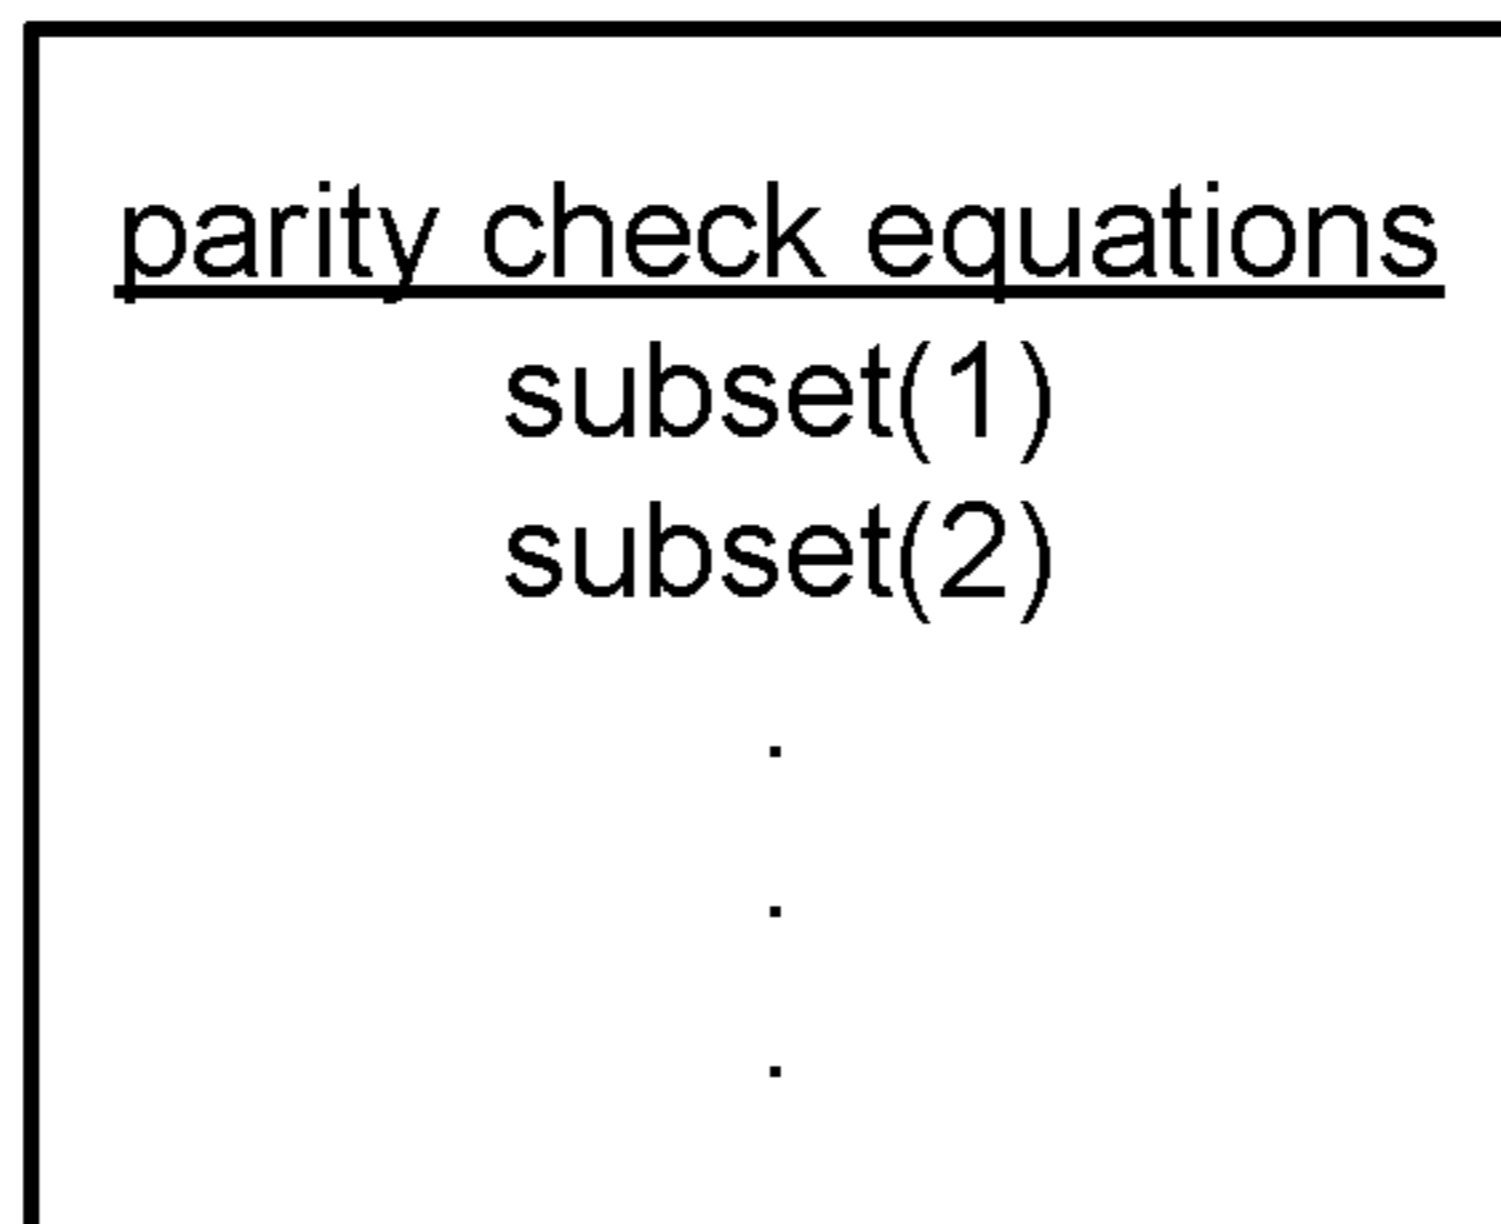 parity check equations
subset(1)
subset(2)
.
.
.